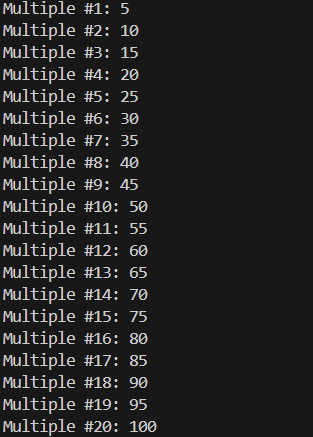 Multiple #1: 5
Multiple #2: 10
Multiple #3: 15
Multiple #4: 20
Multiple #5: 25
Multiple #6: 30
Multiple #7: 35
Multiple #8: 40
Multiple #9: 45
Multiple #10: 50
Multiple #11: 55
Multiple #12: 60
Multiple #13: 65
Multiple #14: 70
Multiple #15: 75
Multiple #16: 80
Multiple #17: 85
Multiple #18: 90
Multiple #19: 95
Multiple #20: 100